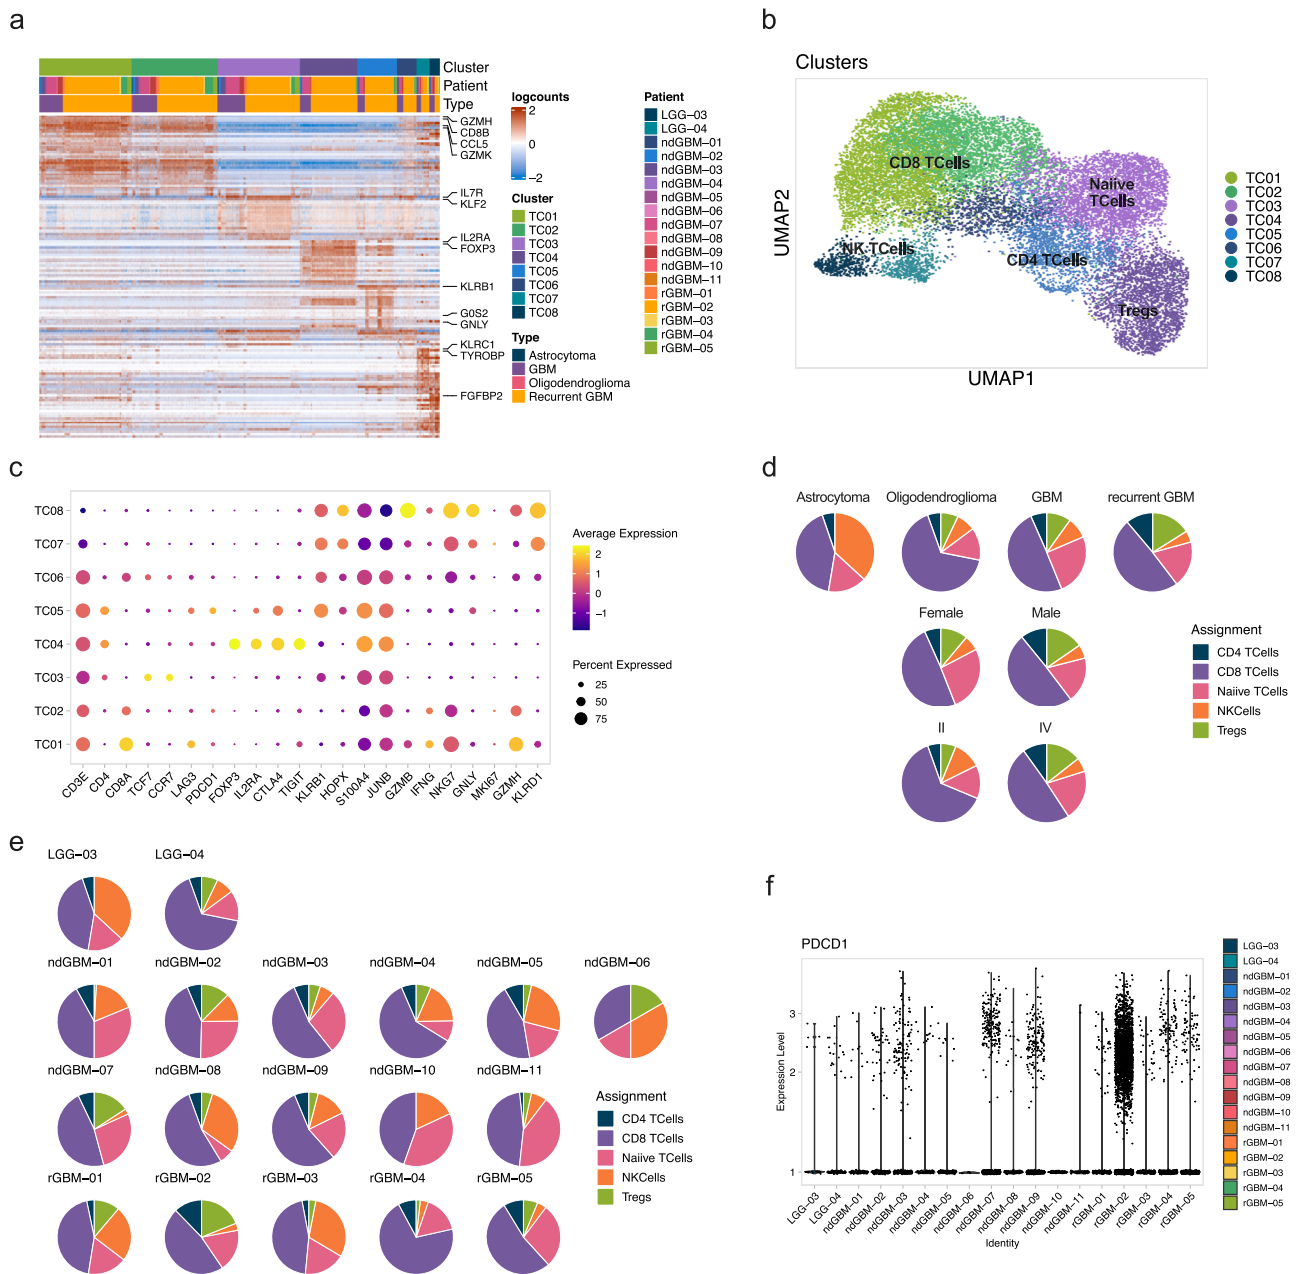 a
Cluster
Patient
Type
GZMH
CD8B
CCL5
GZMK
IL7R
KLF2
IL2RA
FOXP3
KLRB1
G0S2
GNLY
KLRC1
TYROBP
FGFBP2
logcounts
2
0
−2
Cluster
TC01
TC02
TC03
TC04
TC05
TC06
TC07
TC08
Type
Astrocytoma
GBM
Oligodendroglioma
Recurrent GBM
Patient
LGG−03
LGG−04
ndGBM−01
ndGBM−02
ndGBM−03
ndGBM−04
ndGBM−05
ndGBM−06
ndGBM−07
ndGBM−08
ndGBM−09
ndGBM−10
ndGBM−11
rGBM−01
rGBM−02
rGBM−03
rGBM−04
rGBM−05
b
Clusters
CD8 TCells
Naiive
TCells
NK TCells
CD4 TCells
Tregs
UMAP2
UMAP1
TC01
TC02
TC03
TC04
TC05
TC06
TC07
TC08
c
TC08
TC07
TC06
TC05
TC04
TC03
TC02
TC01
CD3E
CD4
CD8A
TCF7
CCR7
LAG3
PDCD1
FOXP3
IL2RA
CTLA4
TIGIT
KLRB1
HOPX
S100A4
JUNB
GZMB
IFNG
NKG7
GNLY
MKI67
GZMH
KLRD1
Average Expression
2
1
0
−1
Percent Expressed
25
50
75
d
Astrocytoma
Oligodendroglioma
GBM
recurrent GBM
Female
Male
II
IV
Assignment
CD4 TCells
CD8 TCells
Naiive TCells
NKCells
Tregs
e
LGG−03
LGG−04
ndGBM−01
ndGBM−02
ndGBM−03
ndGBM−04
ndGBM−05
ndGBM−06
ndGBM−07
ndGBM−08
ndGBM−09
ndGBM−10
ndGBM−11
rGBM−01
rGBM−02
rGBM−03
rGBM−04
rGBM−05
Assignment
CD4 TCells
CD8 TCells
Naiive TCells
NKCells
Tregs
f
PDCD1
Expression Level
3
2
1
LGG−03
LGG−04
ndGBM−01
ndGBM−02
ndGBM−03
ndGBM−04
ndGBM−05
ndGBM−06
ndGBM−07
ndGBM−08
ndGBM−09
ndGBM−10
ndGBM−11
rGBM−01
rGBM−02
rGBM−03
rGBM−04
rGBM−05
Identity
LGG−03
LGG−04
ndGBM−01
ndGBM−02
ndGBM−03
ndGBM−04
ndGBM−05
ndGBM−06
ndGBM−07
ndGBM−08
ndGBM−09
ndGBM−10
ndGBM−11
rGBM−01
rGBM−02
rGBM−03
rGBM−04
rGBM−05